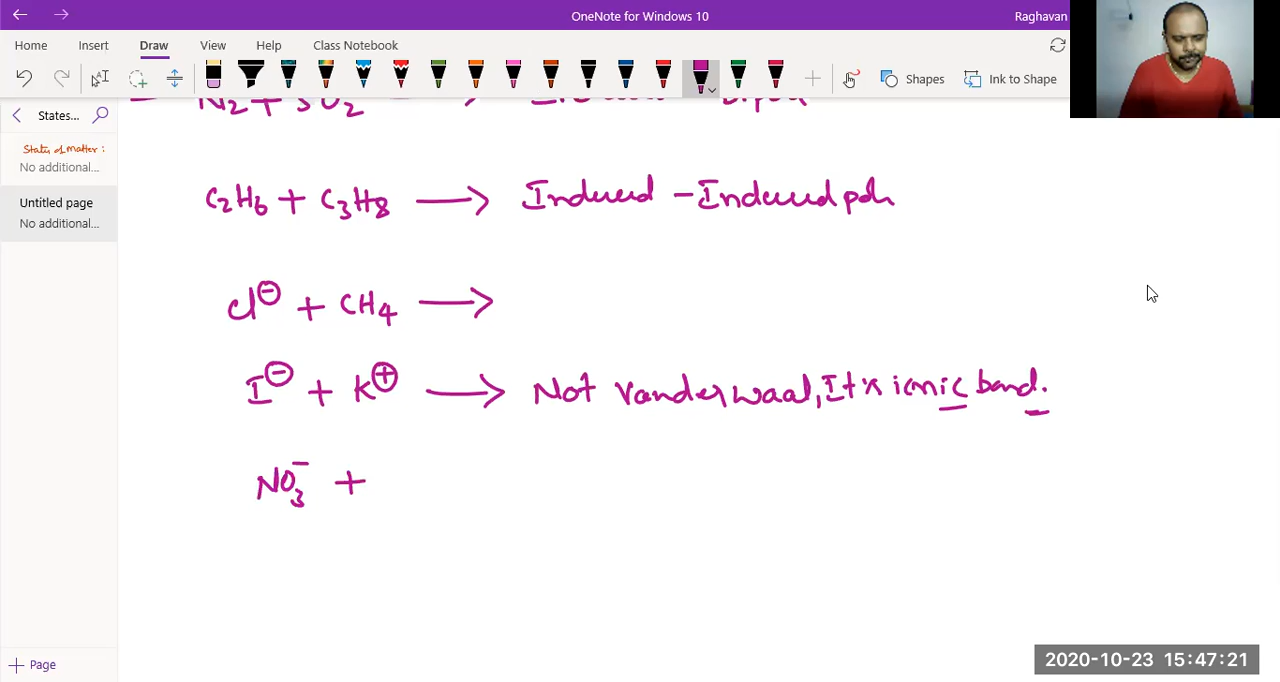 OneNote for Windows 10
Raghavan
Home Insert Draw View Help Class Notebook
Shapes Ink to Shape
States...
States of matter :
No additional...
Untitled page
No additional...
N2 + SO2
C2H6 + C3H8 → Induced - Induced
Cl⊖ + CH4 →
I⊖ + K⊕ → Not vanderwaal, It is ionic bond.
NO3⁻ +
+ Page
2020-10-23 15:47:21